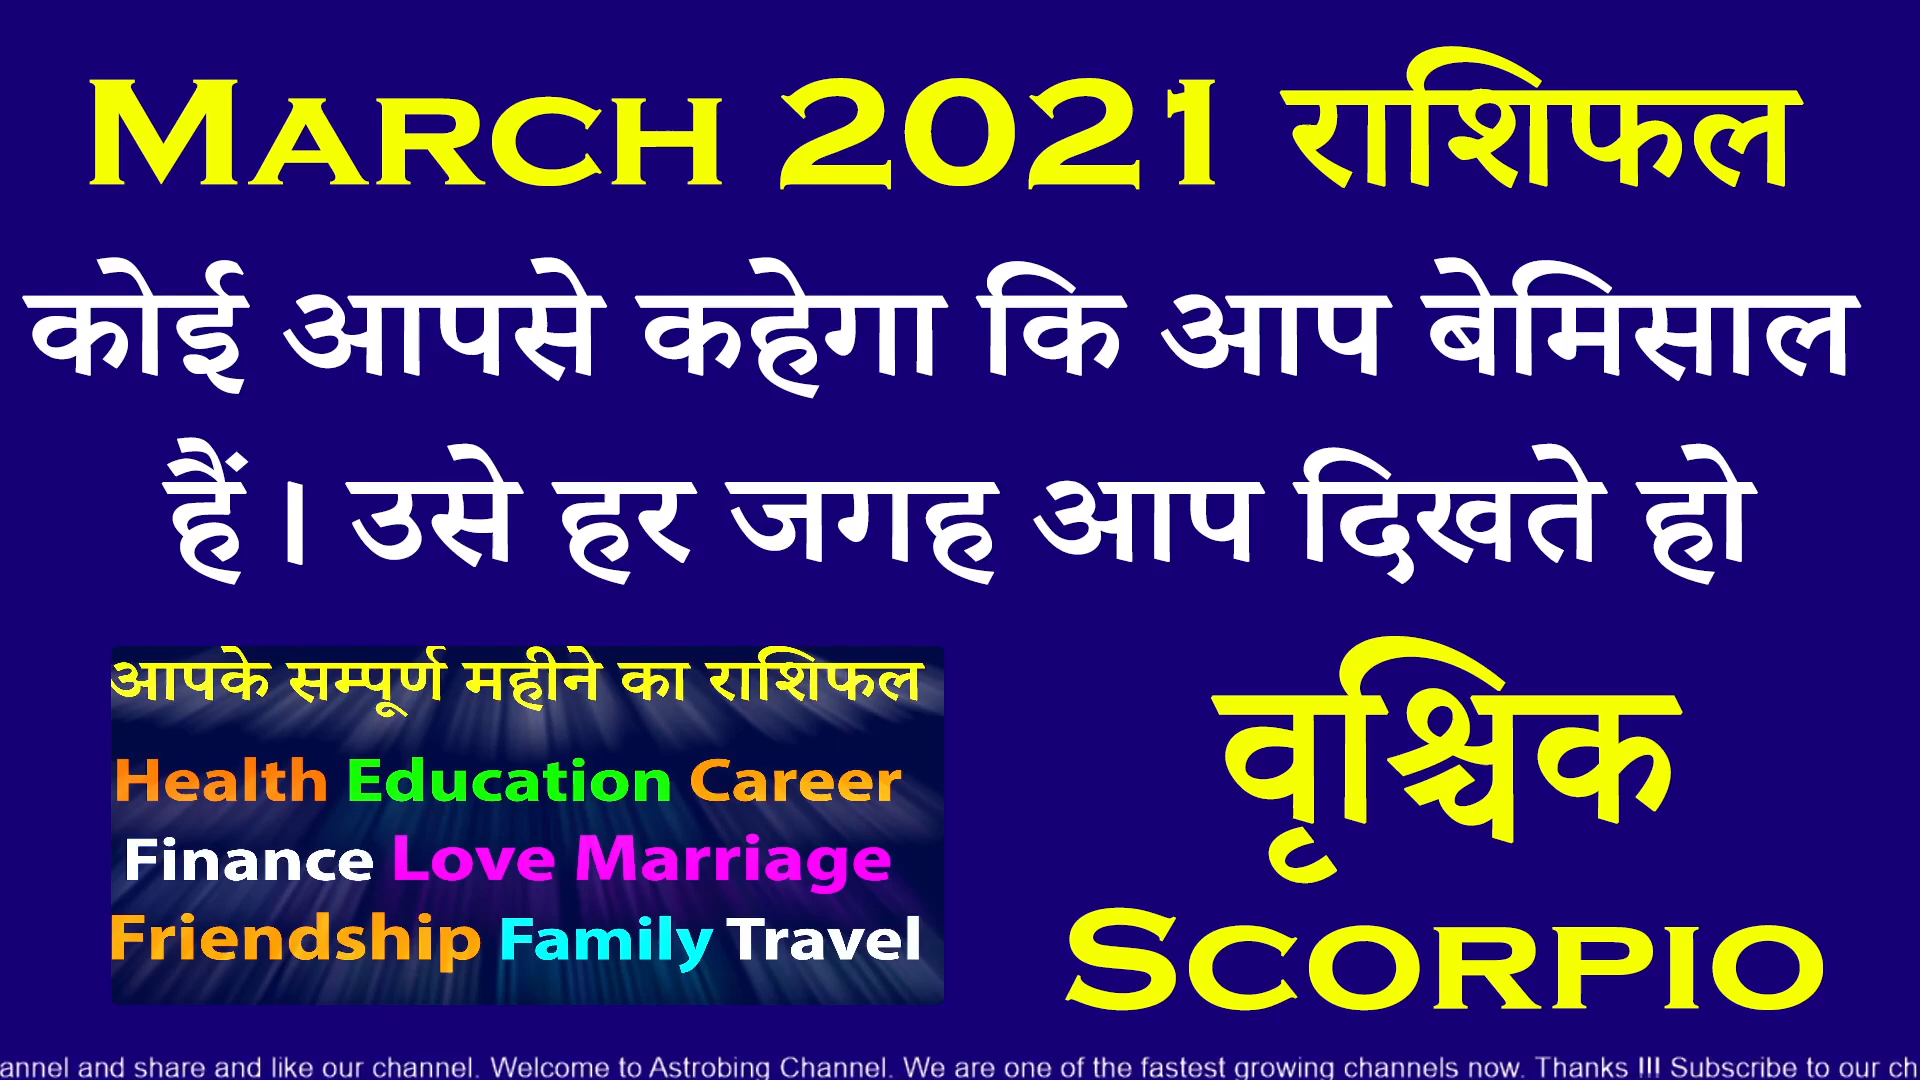 March 2021 राशिफल
कोई आपसे कहेगा कि आप बेमिसाल
हैं। उसे हर जगह आप दिखते हो
आपके सम्पूर्ण महीने का राशिफल
Health Education Career
Finance Love Marriage
Friendship Family Travel
वृश्चिक
Scorpio
annel and share and like our channel. Welcome to Astrobing Channel. We are one of the fastest growing channels now. Thanks !!! Subscribe to our ch